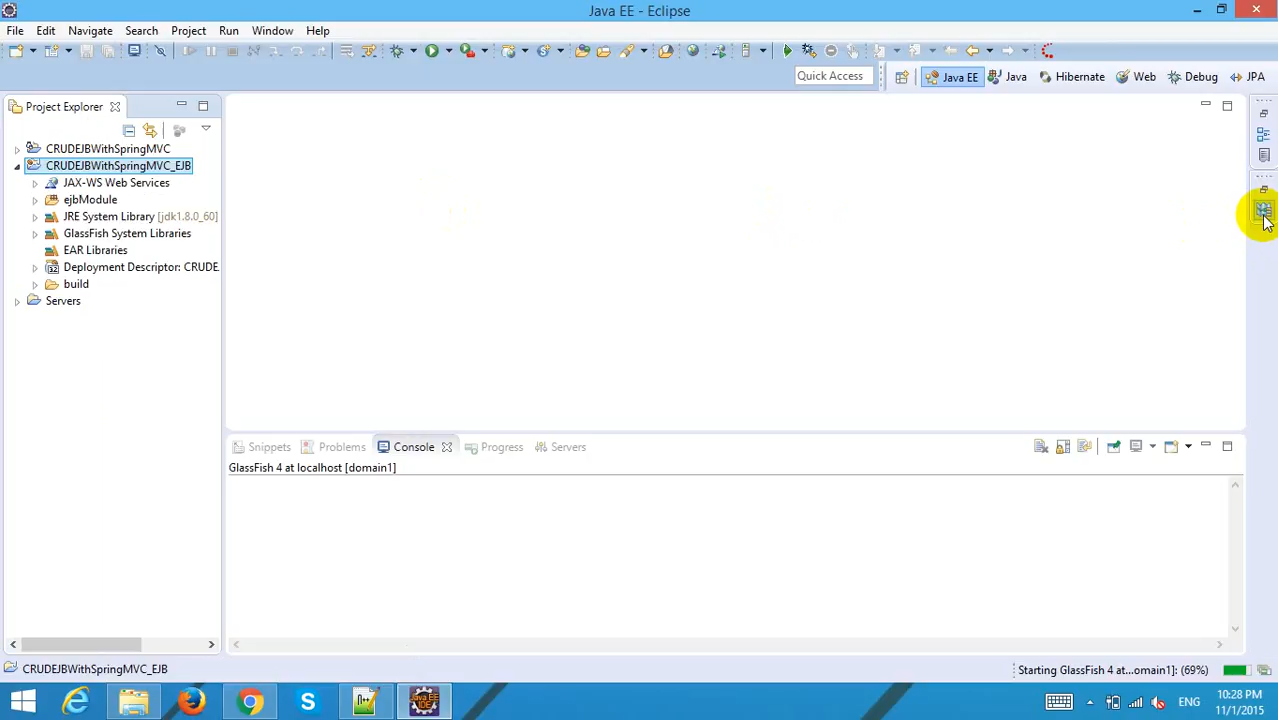 Java EE - Eclipse
File Edit Navigate Search Project Run Window Help
Quick Access
Java EE Java Hibernate Web Debug JPA
Project Explorer
CRUDEJBWithSpringMVC
CRUDEJBWithSpringMVC_EJB
JAX-WS Web Services
ejbModule
JRE System Library [jdk1.8.0_60]
GlassFish System Libraries
EAR Libraries
Deployment Descriptor: CRUDE
build
Servers
Snippets Problems Console Progress Servers
GlassFish 4 at localhost [domain1]
CRUDEJBWithSpringMVC_EJB
Starting GlassFish 4 at...omain1]: (69%)
Java EE
IDE
ENG
10:28 PM
11/1/2015